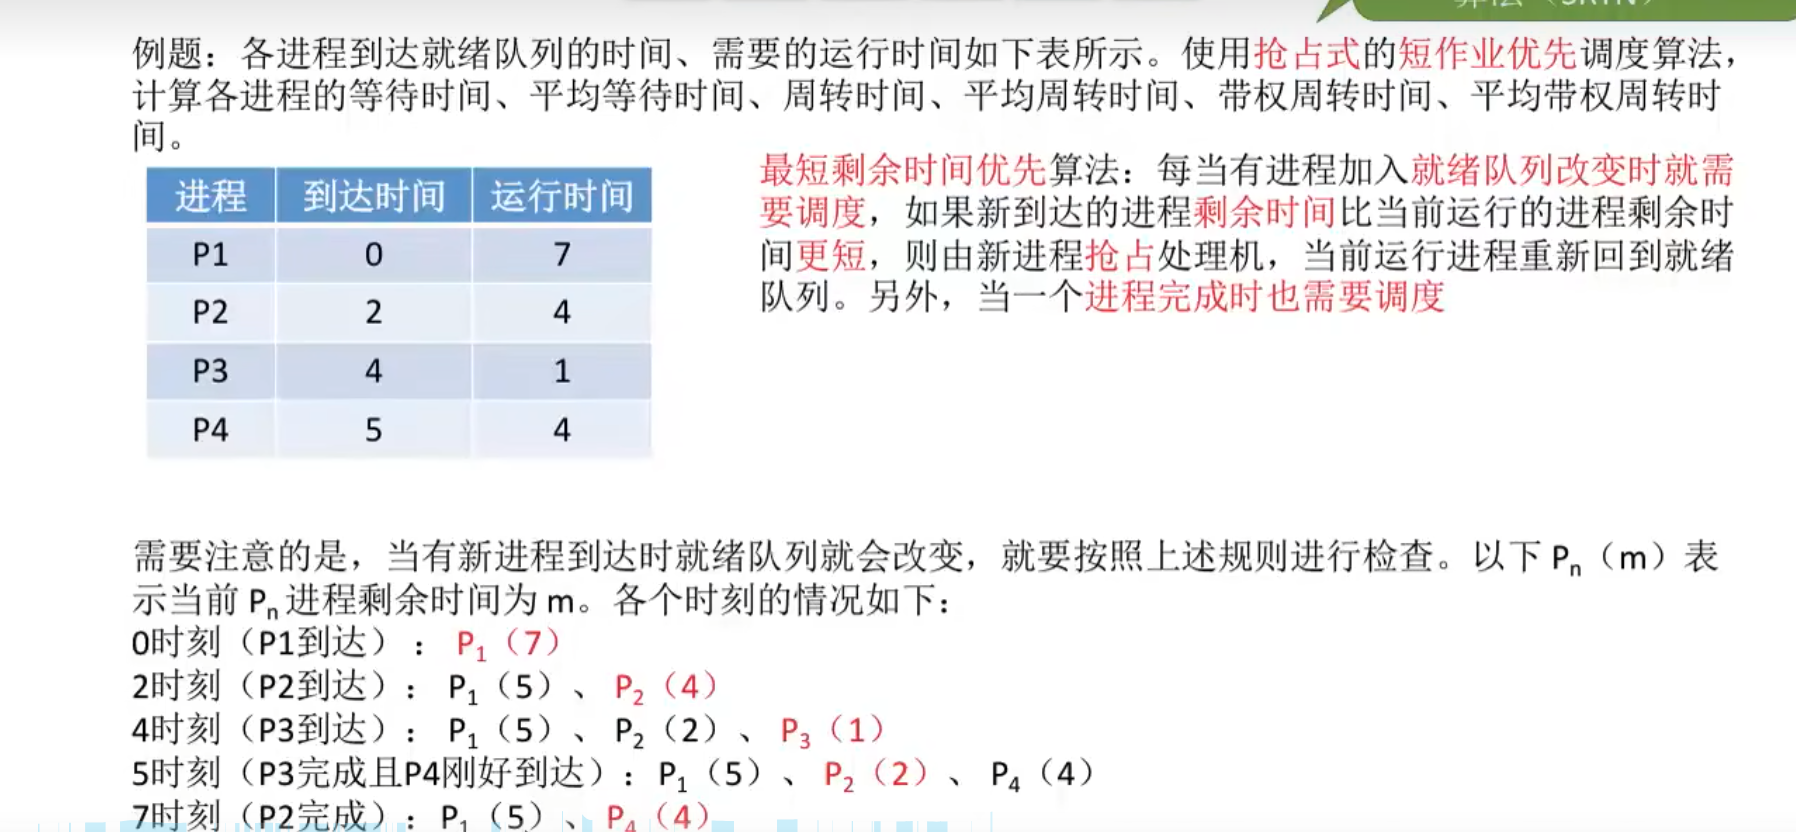 算法（SRTN）
例题：各进程到达就绪队列的时间、需要的运行时间如下表所示。使用抢占式的短作业优先调度算法，
计算各进程的等待时间、平均等待时间、周转时间、平均周转时间、带权周转时间、平均带权周转时
间。
最短剩余时间优先算法：每当有进程加入就绪队列改变时就需
要调度，如果新到达的进程剩余时间比当前运行的进程剩余时
间更短，则由新进程抢占处理机，当前运行进程重新回到就绪
队列。另外，当一个进程完成时也需要调度
进程 到达时间 运行时间
P1 0 7
P2 2 4
P3 4 1
P4 5 4
需要注意的是，当有新进程到达时就绪队列就会改变，就要按照上述规则进行检查。以下 Pn（m）表
示当前 Pn 进程剩余时间为 m。各个时刻的情况如下：
0时刻（P1到达）： P1（7）
2时刻（P2到达）： P1（5）、 P2（4）
4时刻（P3到达）： P1（5）、 P2（2）、 P3（1）
5时刻（P3完成且P4刚好到达）：P1（5）、 P2（2）、 P4（4）
7时刻（P2完成）：P1（5）、 P4（4）